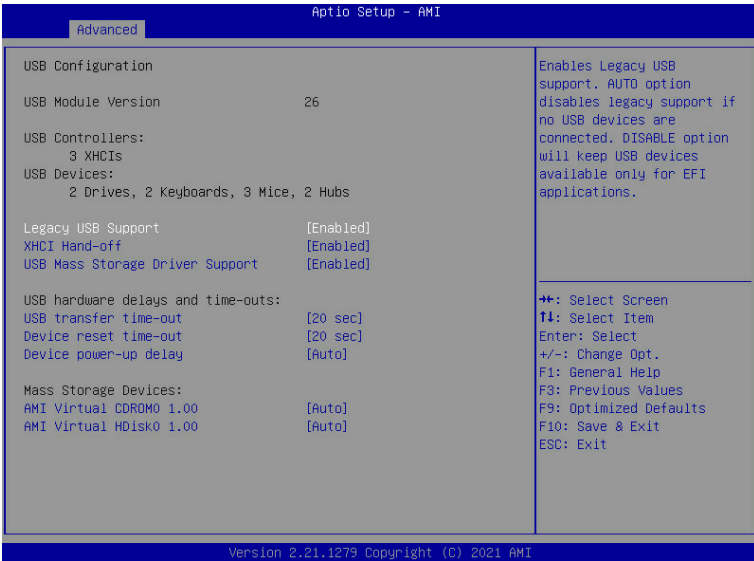 Aptio Setup – AMI
Advanced
USB Configuration
USB Module Version 26
USB Controllers:
3 XHCIs
USB Devices:
2 Drives, 2 Keyboards, 3 Mice, 2 Hubs
Legacy USB Support [Enabled]
XHCI Hand-off [Enabled]
USB Mass Storage Driver Support [Enabled]
USB hardware delays and time-outs:
USB transfer time-out [20 sec]
Device reset time-out [20 sec]
Device power-up delay [Auto]
Mass Storage Devices:
AMI Virtual CDROM0 1.00 [Auto]
AMI Virtual HDisk0 1.00 [Auto]
Enables Legacy USB
support. AUTO option
disables legacy support if
no USB devices are
connected. DISABLE option
will keep USB devices
available only for EFI
applications.
→←: Select Screen
↑↓: Select Item
Enter: Select
+/-: Change Opt.
F1: General Help
F3: Previous Values
F9: Optimized Defaults
F10: Save & Exit
ESC: Exit
Version 2.21.1279 Copyright (C) 2021 AMI